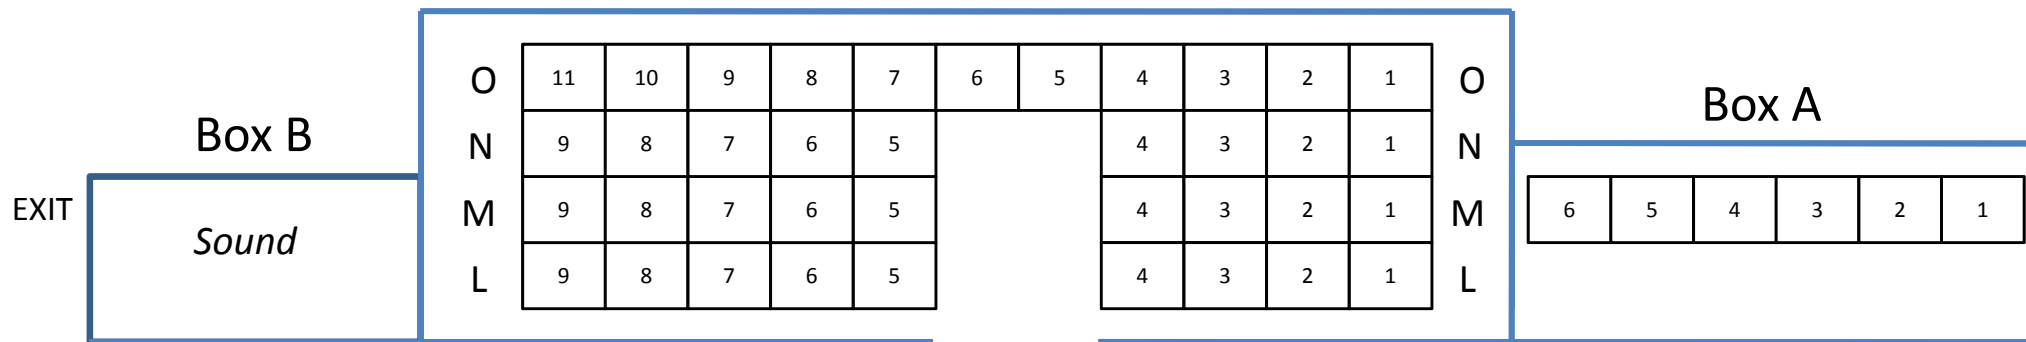 O 11 10 9 8 7 6 5 4 3 2 1 O
Box A
Box B
N 9 8 7 6 5 4 3 2 1 N
EXIT
Sound
M 9 8 7 6 5 4 3 2 1 M
6 5 4 3 2 1
L 9 8 7 6 5 4 3 2 1 L